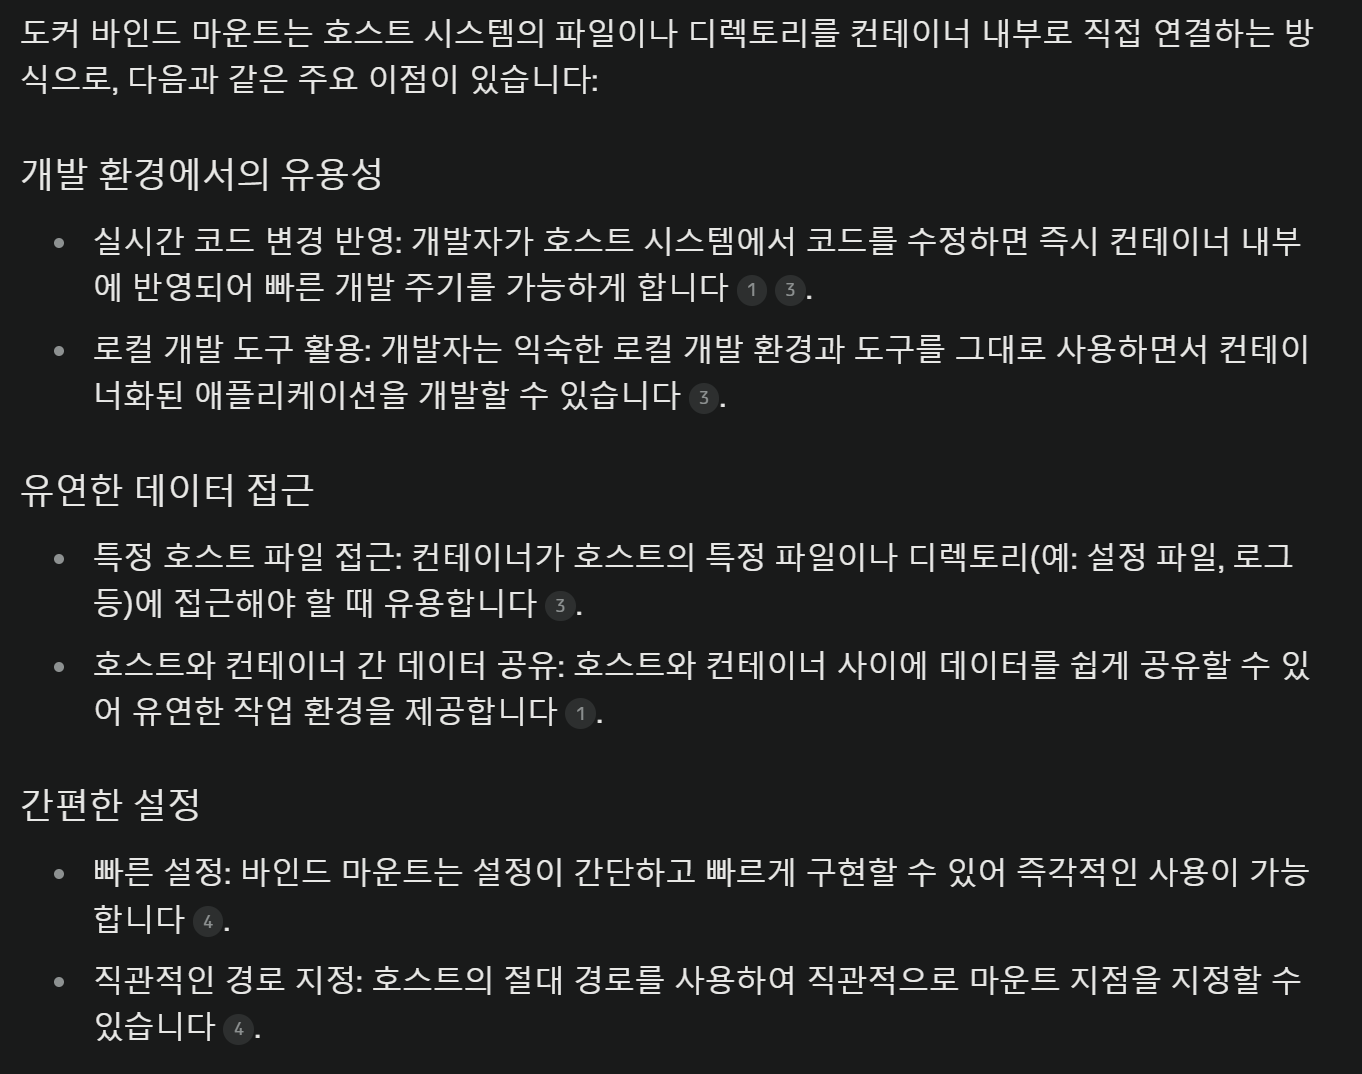 도커 바인드 마운트는 호스트 시스템의 파일이나 디렉토리를 컨테이너 내부로 직접 연결하는 방
식으로, 다음과 같은 주요 이점이 있습니다:
개발 환경에서의 유용성
• 실시간 코드 변경 반영: 개발자가 호스트 시스템에서 코드를 수정하면 즉시 컨테이너 내부
에 반영되어 빠른 개발 주기를 가능하게 합니다 1 3.
• 로컬 개발 도구 활용: 개발자는 익숙한 로컬 개발 환경과 도구를 그대로 사용하면서 컨테이
너화된 애플리케이션을 개발할 수 있습니다 3.
유연한 데이터 접근
• 특정 호스트 파일 접근: 컨테이너가 호스트의 특정 파일이나 디렉토리(예: 설정 파일, 로그
등)에 접근해야 할 때 유용합니다 3.
• 호스트와 컨테이너 간 데이터 공유: 호스트와 컨테이너 사이에 데이터를 쉽게 공유할 수 있
어 유연한 작업 환경을 제공합니다 1.
간편한 설정
• 빠른 설정: 바인드 마운트는 설정이 간단하고 빠르게 구현할 수 있어 즉각적인 사용이 가능
합니다 4.
• 직관적인 경로 지정: 호스트의 절대 경로를 사용하여 직관적으로 마운트 지점을 지정할 수
있습니다 4.